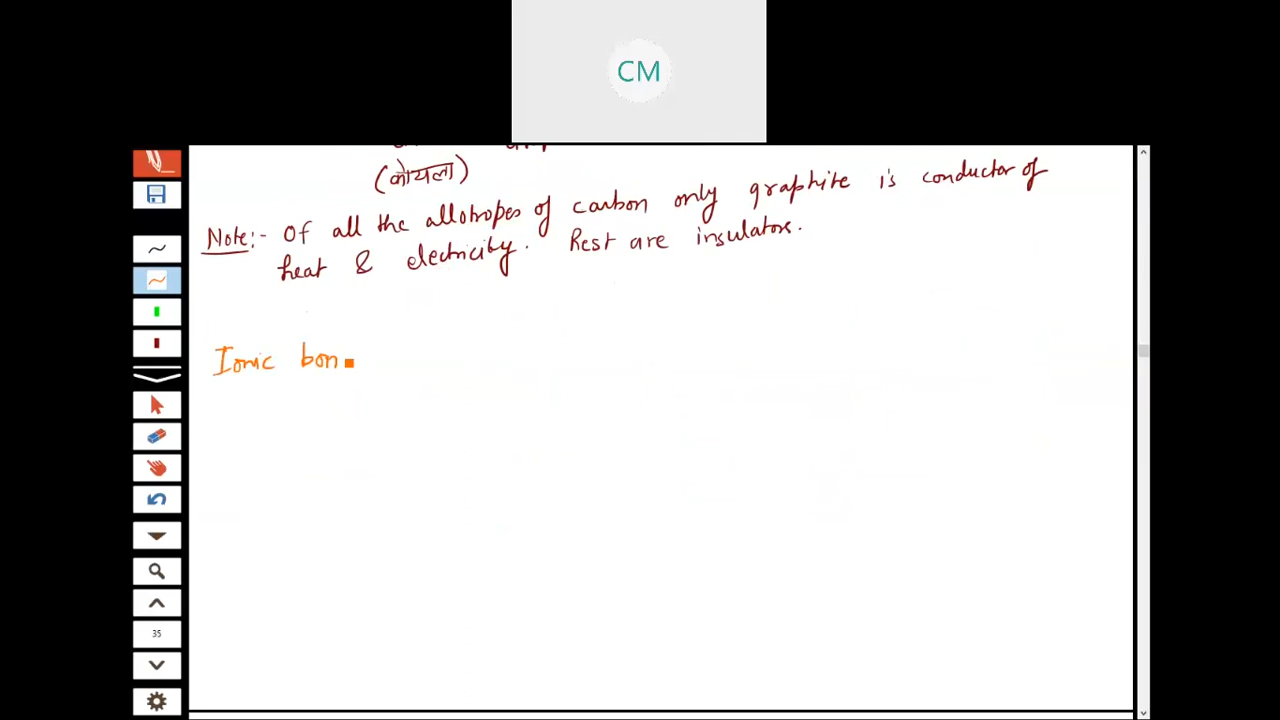 CM
(कोयला)
Note:- Of all the allotropes of carbon only graphite is conductor of
heat & electricity. Rest are insulators.
Ionic bon
35